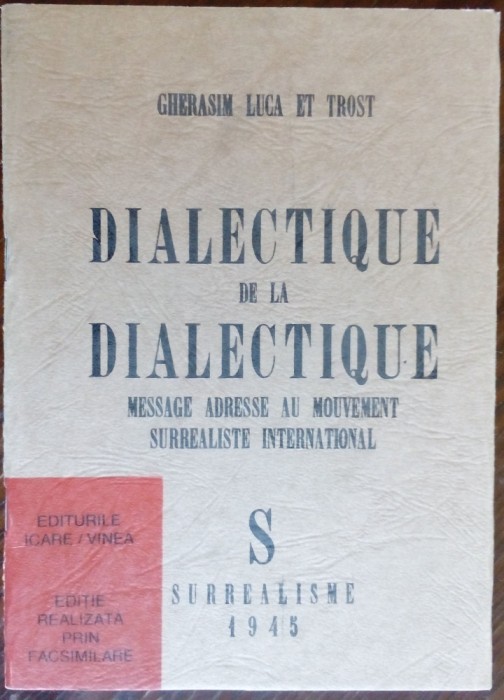 GHERASIM LUCA ET TROST
DIALECTIQUE
DE LA
DIALECTIQUE
MESSAGE ADRESSE AU MOUVEMENT
SURREALISTE INTERNATIONAL
S
SURREALISME
1945
EDITURILE
ICARE / VINEA
EDITIE
REALIZATA
PRIN
FACSIMILARE